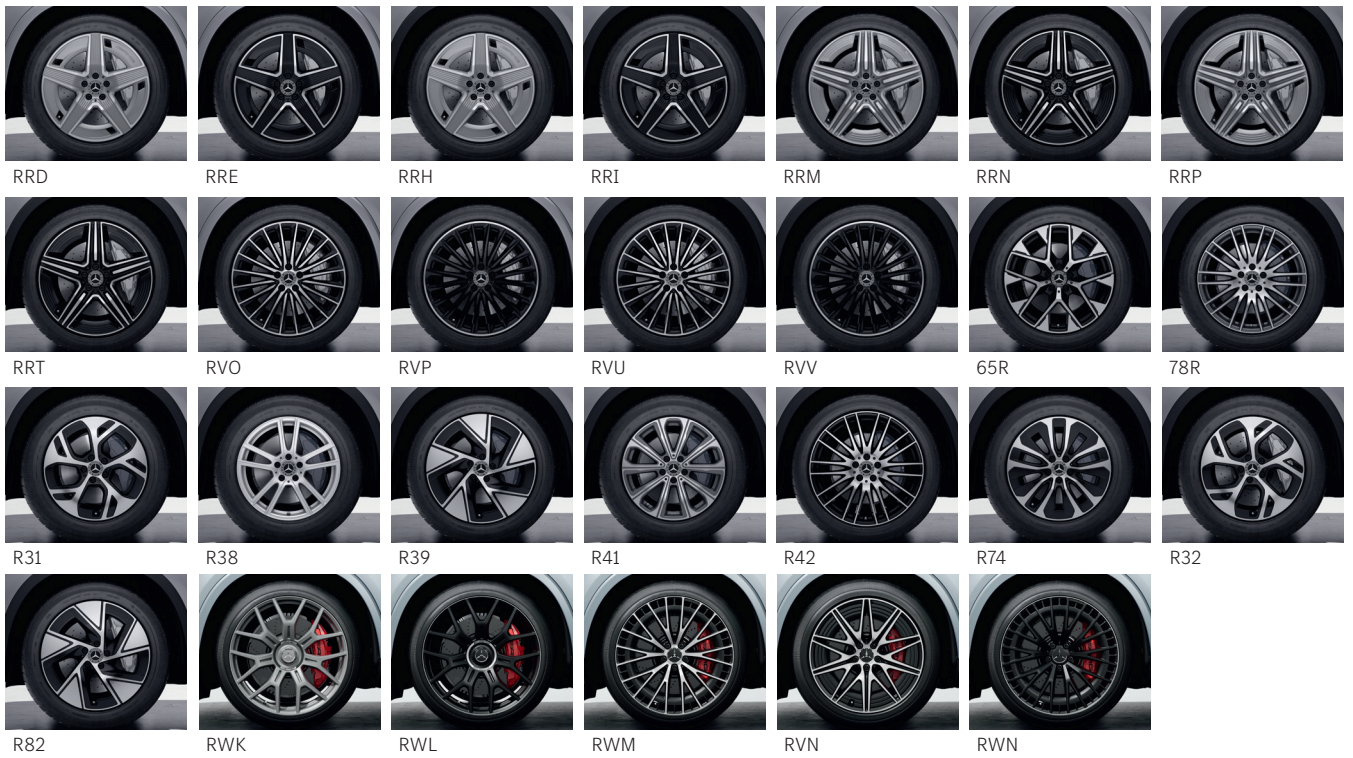 RRD RRE RRH RRI RRM RRN RRP
RRT RVO RVP RVU RVV 65R 78R
R31 R38 R39 R41 R42 R74 R32
R82 RWK RWL RWM RVN RWN